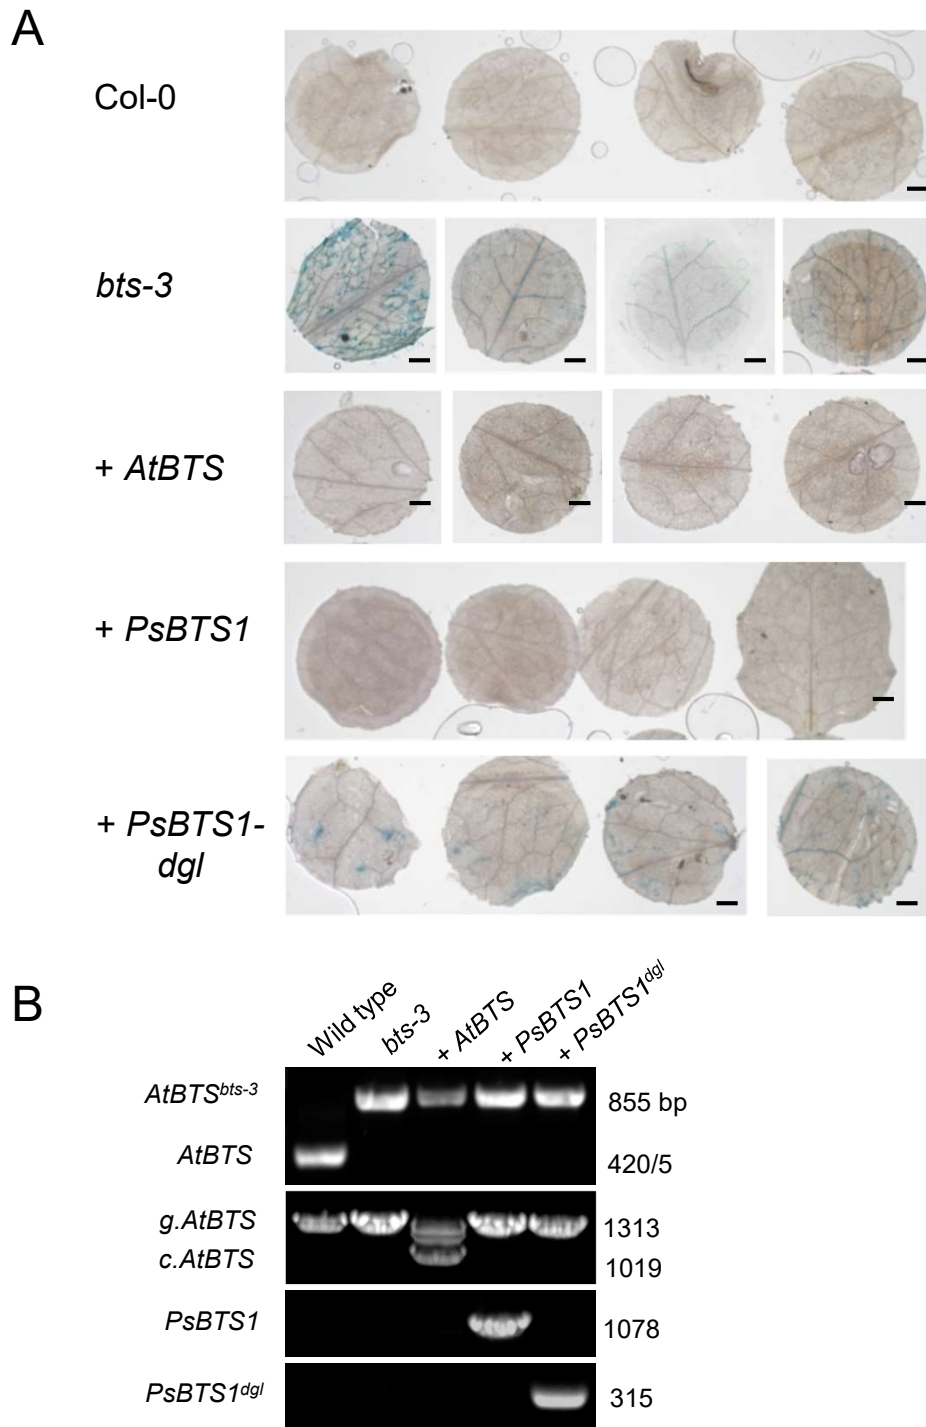 A
Col-0
bts-3
+ AtBTS
+ PsBTS1
+ PsBTS1-
dgl
B
Wild type
bts-3
+ AtBTS
+ PsBTS1
+ PsBTS1dgl
AtBTSbts-3
855 bp
AtBTS
420/5
g.AtBTS
1313
c.AtBTS
1019
PsBTS1
1078
PsBTS1dgl
315